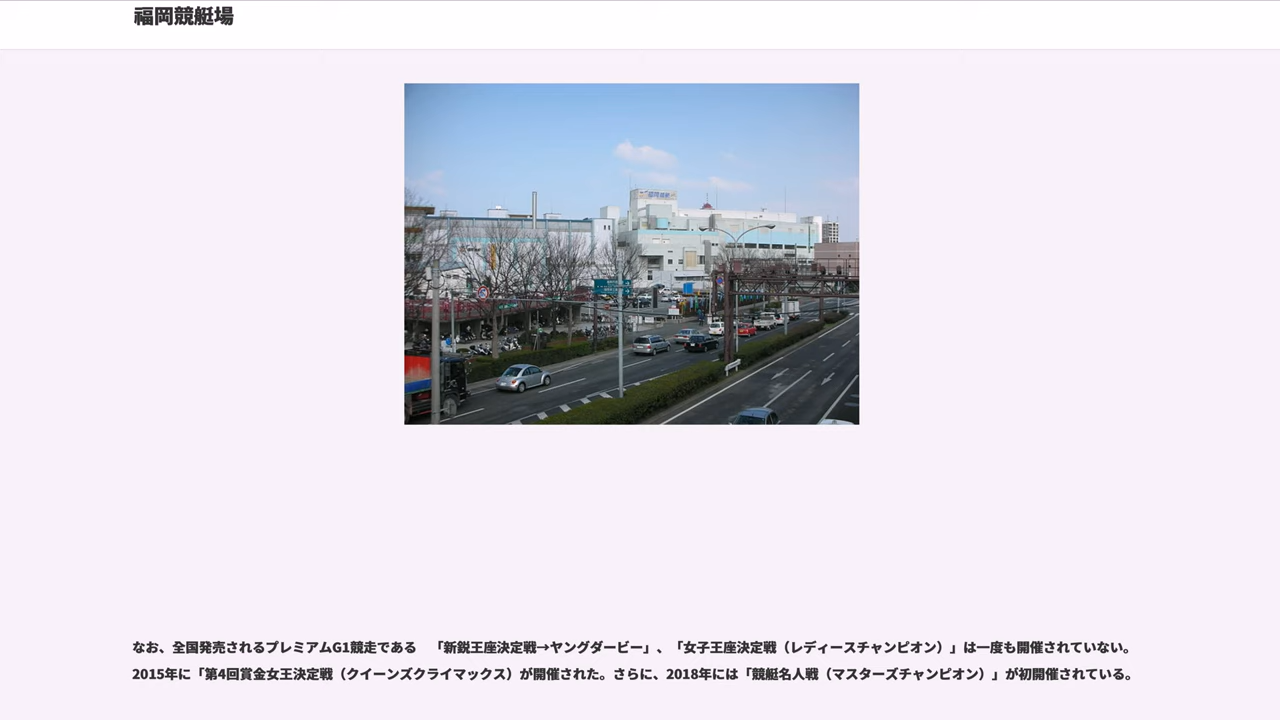 福岡競艇場
なお、全国発売されるプレミアムG1競走である　「新鋭王座決定戦→ヤングダービー」、「女子王座決定戦（レディースチャンピオン）」は一度も開催されていない。
2015年に「第4回賞金女王決定戦（クイーンズクライマックス）が開催された。さらに、2018年には「競艇名人戦（マスターズチャンピオン）」が初開催されている。